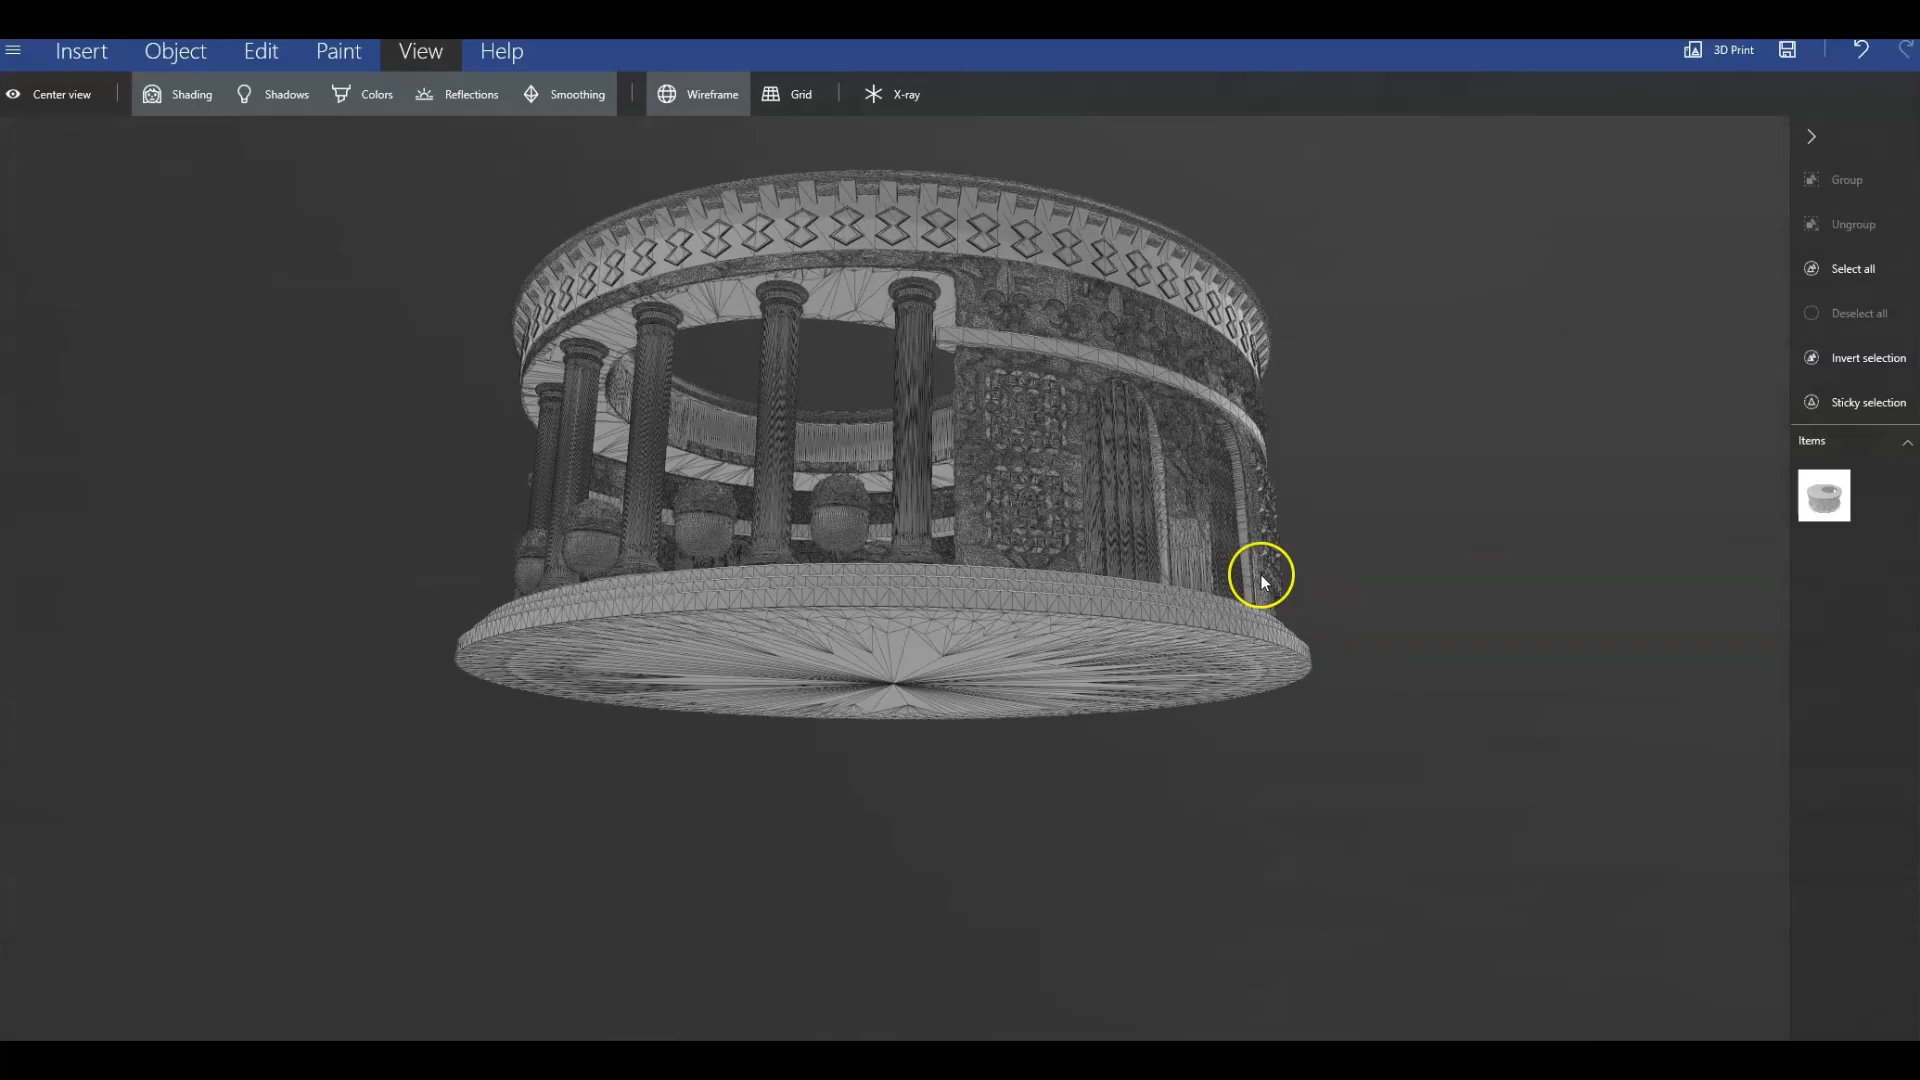 Insert Object Edit Paint View Help 3D Print
Center view Shading Shadows Colors Reflections Smoothing Wireframe Grid X-ray
Group
Ungroup
Select all
Deselect all
Invert selection
Sticky selection
Items